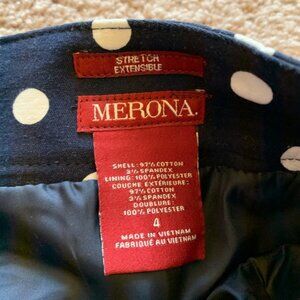 STRETCH
EXTENSIBLE
MERONA.
SHELL: 97% COTTON
3% SPANDEX
LINING: 100% POLYESTER
COUCHE EXTÉRIEURE:
97% COTTON
3% SPANDEX
DOUBLURE:
100% POLYESTER
4
MADE IN VIETNAM
FABRIQUÉ AU VIETNAM